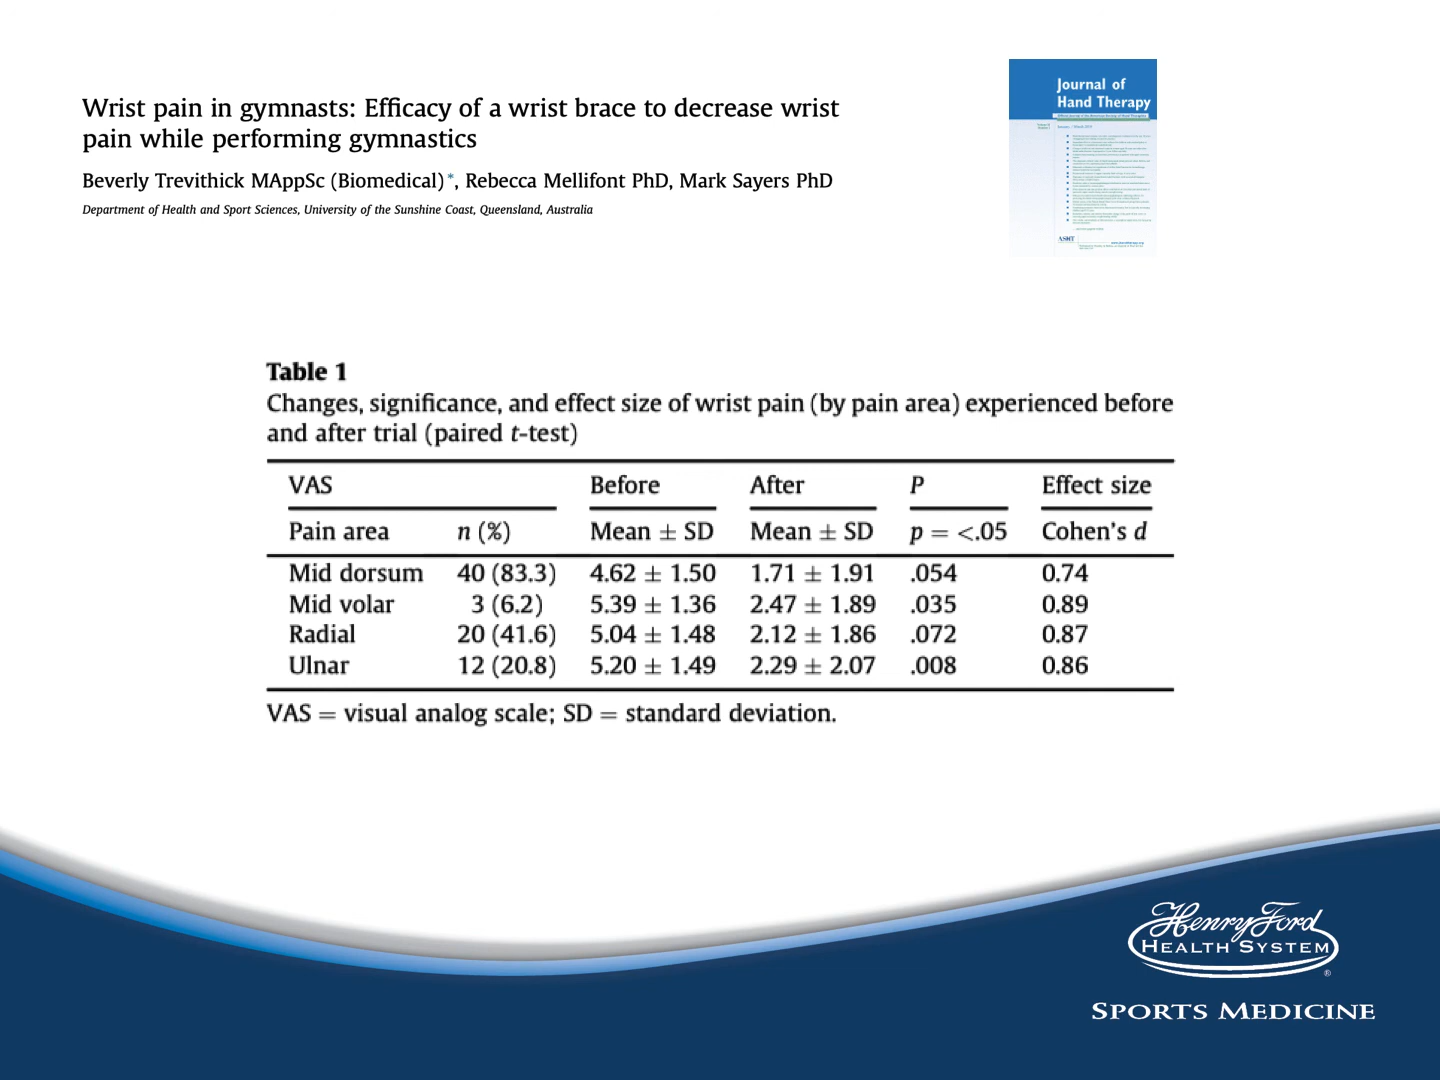 Wrist pain in gymnasts: Efficacy of a wrist brace to decrease wrist
pain while performing gymnastics
Beverly Trevithick MAppSc (Biomedical)*, Rebecca Mellifont PhD, Mark Sayers PhD
Department of Health and Sport Sciences, University of the Sunshine Coast, Queensland, Australia
Journal of
Hand Therapy
ASHT
Table 1
Changes, significance, and effect size of wrist pain (by pain area) experienced before
and after trial (paired t-test)
VAS Before After P Effect size
Pain area n (%) Mean ± SD Mean ± SD p = <.05 Cohen's d
Mid dorsum 40 (83.3) 4.62 ± 1.50 1.71 ± 1.91 .054 0.74
Mid volar 3 (6.2) 5.39 ± 1.36 2.47 ± 1.89 .035 0.89
Radial 20 (41.6) 5.04 ± 1.48 2.12 ± 1.86 .072 0.87
Ulnar 12 (20.8) 5.20 ± 1.49 2.29 ± 2.07 .008 0.86
VAS = visual analog scale; SD = standard deviation.
Henry Ford
HEALTH SYSTEM
®
SPORTS MEDICINE